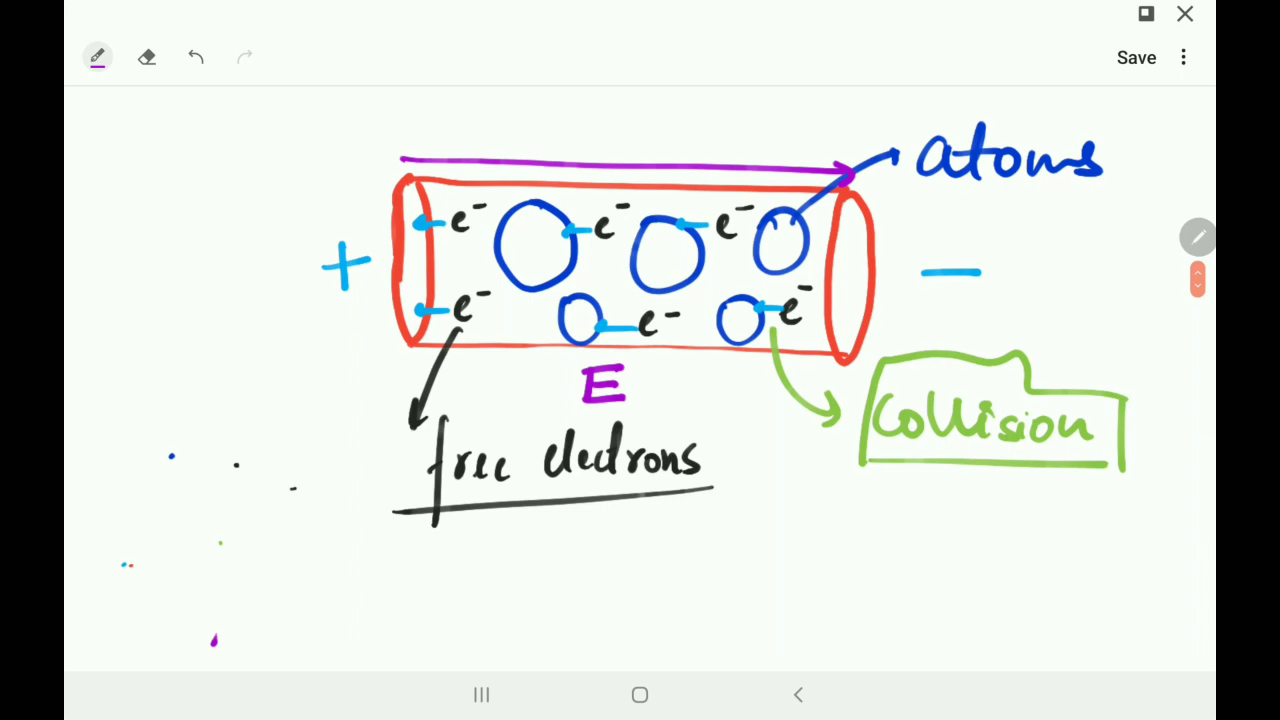 Save
atoms
e⁻ e⁻ e⁻
+ −
e⁻ e⁻ e⁻
E
Collision
free electrons